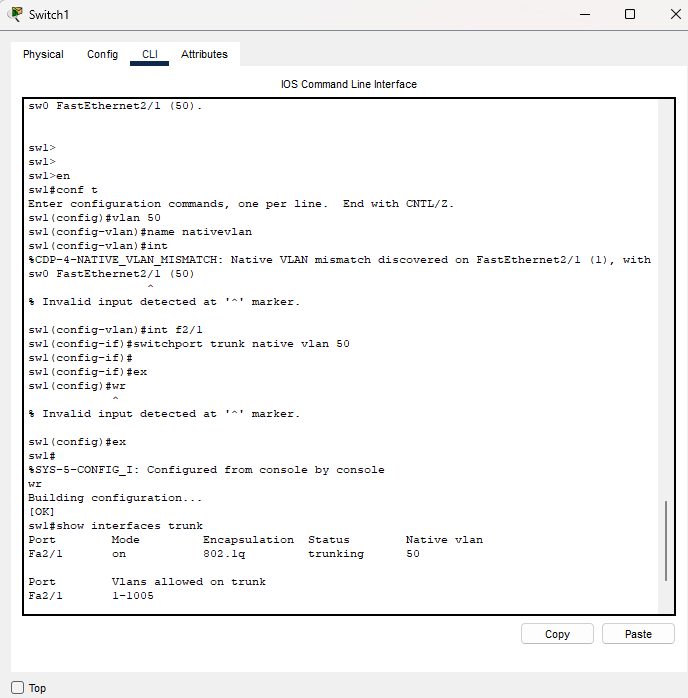 Switch1
Physical Config CLI Attributes
IOS Command Line Interface
sw0 FastEthernet2/1 (50).
sw1>
sw1>
sw1>en
sw1#conf t
Enter configuration commands, one per line.  End with CNTL/Z.
sw1(config)#vlan 50
sw1(config-vlan)#name nativevlan
sw1(config-vlan)#int
%CDP-4-NATIVE_VLAN_MISMATCH: Native VLAN mismatch discovered on FastEthernet2/1 (1), with
sw0 FastEthernet2/1 (50)
^
% Invalid input detected at '^' marker.
sw1(config-vlan)#int f2/1
sw1(config-if)#switchport trunk native vlan 50
sw1(config-if)#
sw1(config-if)#ex
sw1(config)#wr
^
% Invalid input detected at '^' marker.
sw1(config)#ex
sw1#
%SYS-5-CONFIG_I: Configured from console by console
wr
Building configuration...
[OK]
sw1#show interfaces trunk
Port        Mode         Encapsulation  Status        Native vlan
Fa2/1       on           802.1q         trunking      50
Port        Vlans allowed on trunk
Fa2/1       1-1005
Copy Paste
Top